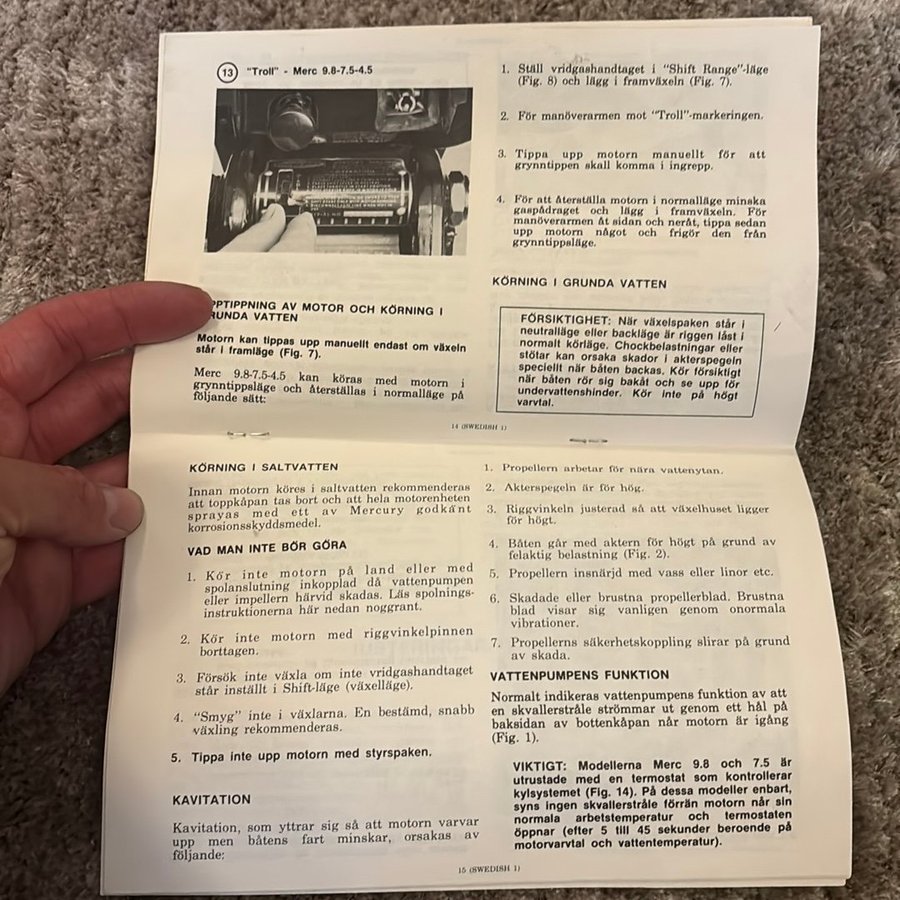 13 "Troll" - Merc 9.8-7.5-4.5
PPTIPPNING AV MOTOR OCH KÖRNING I
RUNDA VATTEN
Motorn kan tippas upp manuellt endast om växeln
står i framläge (Fig. 7).
Merc 9.8-7.5-4.5 kan köras med motorn i
grynntippsläge och återställas i normalläge på
följande sätt:
1. Ställ vridgashandtaget i "Shift Range"-läge
(Fig. 8) och lägg i framväxeln (Fig. 7).
2. För manöverarmen mot "Troll"-markeringen.
3. Tippa upp motorn manuellt för att
grynntippen skall komma i ingrepp.
4. För att återställa motorn i normalläge minska
gaspådraget och lägg i framväxeln. För
manöverarmen åt sidan och neråt, tippa sedan
upp motorn något och frigör den från
grynntippsläge.
KÖRNING I GRUNDA VATTEN
FÖRSIKTIGHET: När växelspaken står i
neutralläge eller backläge är riggen låst i
normalt körläge. Chockbelastningar eller
stötar kan orsaka skador i akterspegeln
speciellt när båten backas. Kör försiktigt
när båten rör sig bakåt och se upp för
undervattenshinder. Kör inte på högt
varvtal.
14 (SWEDISH 1)
KÖRNING I SALTVATTEN
Innan motorn köres i saltvatten rekommenderas
att toppkåpan tas bort och att hela motorenheten
sprayas med ett av Mercury godkänt
korrosionsskyddsmedel.
VAD MAN INTE BÖR GÖRA
1. Kör inte motorn på land eller med
spolanslutning inkopplad då vattenpumpen
eller impellern härvid skadas. Läs spolnings-
instruktionerna här nedan noggrant.
2. Kör inte motorn med riggvinkelpinnen
borttagen.
3. Försök inte växla om inte vridgashandtaget
står inställt i Shift-läge (växelläge).
4. "Smyg" inte i växlarna. En bestämd, snabb
växling rekommenderas.
5. Tippa inte upp motorn med styrspaken.
KAVITATION
Kavitation, som yttrar sig så att motorn varvar
upp men båtens fart minskar, orsakas av
följande:
1. Propellern arbetar för nära vattenytan.
2. Akterspegeln är för hög.
3. Riggvinkeln justerad så att växelhuset ligger
för högt.
4. Båten går med aktern för högt på grund av
felaktig belastning (Fig. 2).
5. Propellern insnärjd med vass eller linor etc.
6. Skadade eller brustna propellerblad. Brustna
blad visar sig vanligen genom onormala
vibrationer.
7. Propellerns säkerhetskoppling slirar på grund
av skada.
VATTENPUMPENS FUNKTION
Normalt indikeras vattenpumpens funktion av att
en skvallerstråle strömmar ut genom ett hål på
baksidan av bottenkåpan när motorn är igång
(Fig. 1).
VIKTIGT: Modellerna Merc 9.8 och 7.5 är
utrustade med en termostat som kontrollerar
kylsystemet (Fig. 14). På dessa modeller enbart,
syns ingen skvallerstråle förrän motorn når sin
normala arbetstemperatur och termostaten
öppnar (efter 5 till 45 sekunder beroende på
motorvarvtal och vattentemperatur).
15 (SWEDISH 1)